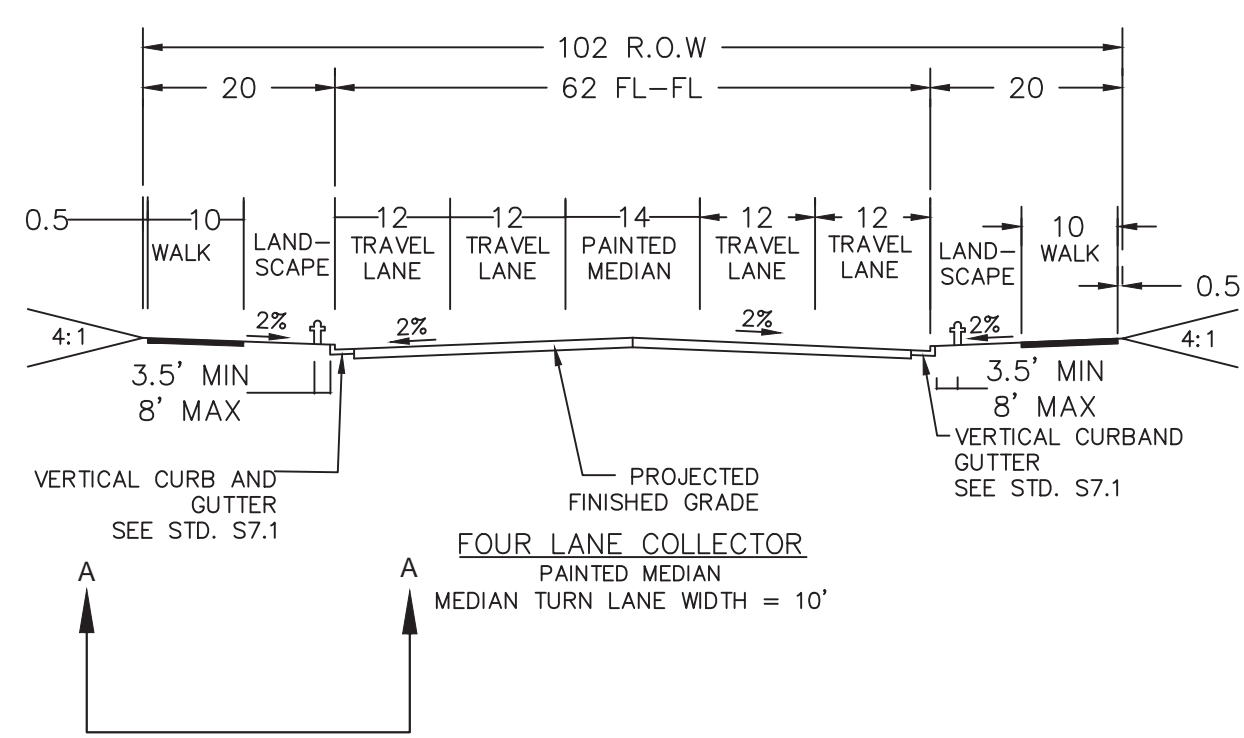 102 R.O.W
20
62 FL-FL
20
0.5
10
WALK
LAND-
SCAPE
12
TRAVEL
LANE
12
TRAVEL
LANE
14
PAINTED
MEDIAN
12
TRAVEL
LANE
12
TRAVEL
LANE
LAND-
SCAPE
10
WALK
0.5
4:1
2%
2%
2%
2%
4:1
3.5' MIN
8' MAX
3.5' MIN
8' MAX
VERTICAL CURB AND
GUTTER
SEE STD. S7.1
PROJECTED
FINISHED GRADE
VERTICAL CURBAND
GUTTER
SEE STD. S7.1
FOUR LANE COLLECTOR
PAINTED MEDIAN
MEDIAN TURN LANE WIDTH = 10'
A
A